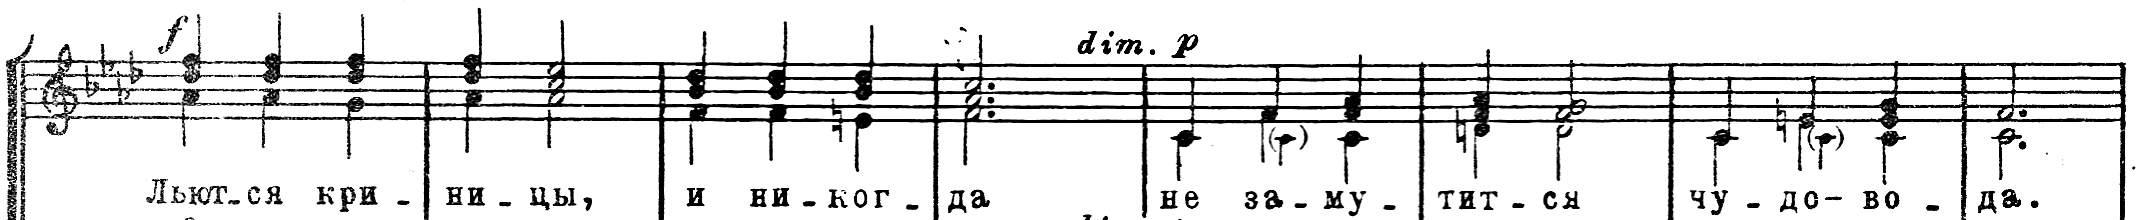 f dim. p
Льют-ся кри - ни - цы, и ни - ког - да не за - му - тит - ся чу - до - во - да.